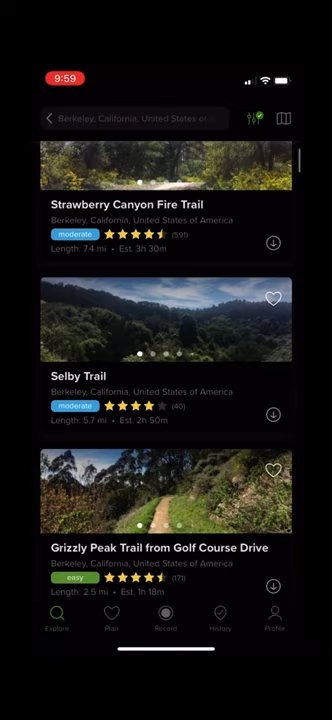 9:59
Berkeley, California, United States of A
Strawberry Canyon Fire Trail
Berkeley, California, United States of America
moderate (591)
Length: 7.4 mi • Est. 3h 30m
Selby Trail
Berkeley, California, United States of America
moderate (40)
Length: 5.7 mi • Est. 2h 50m
Grizzly Peak Trail from Golf Course Drive
Berkeley, California, United States of America
easy (171)
Length: 2.5 mi • Est. 1h 18m
Explore Plan Record History Profile